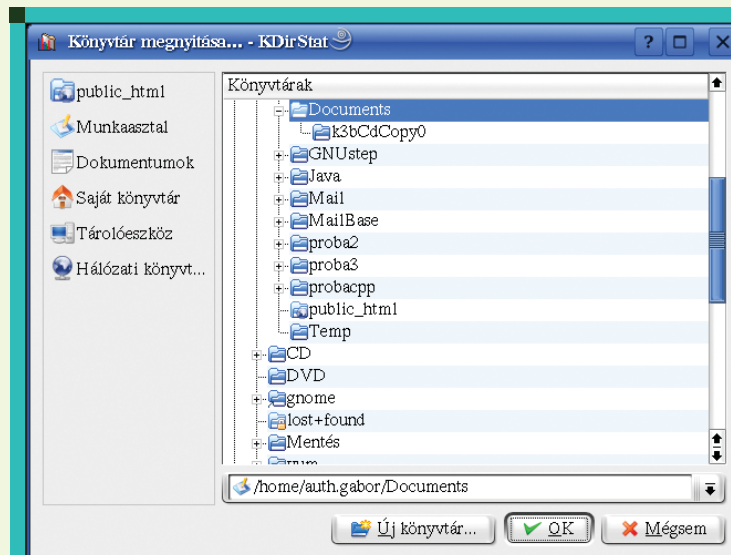 Könyvtár megnyitása... - KDirStat
public_html
Munkaasztal
Dokumentumok
Saját könyvtár
Tárolóeszköz
Hálózati könyvt...
Könyvtárak
Documents
k3bCdCopy0
GNUstep
Java
Mail
MailBase
proba2
proba3
probacpp
public_html
Temp
CD
DVD
gnome
lost+found
Mentés
/home/auth.gabor/Documents
Új könyvtár...
OK
Mégsem